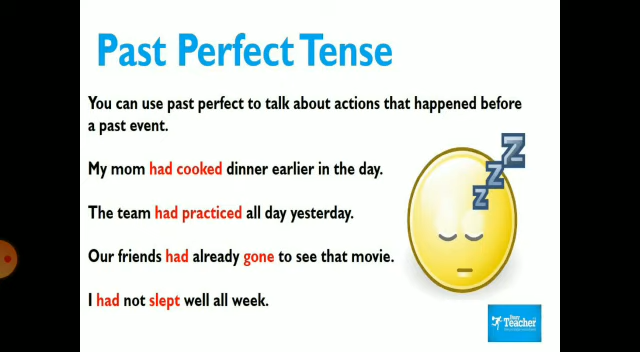 Past Perfect Tense
You can use past perfect to talk about actions that happened before
a past event.
My mom had cooked dinner earlier in the day.
The team had practiced all day yesterday.
Our friends had already gone to see that movie.
I had not slept well all week.
z z z
Teacher